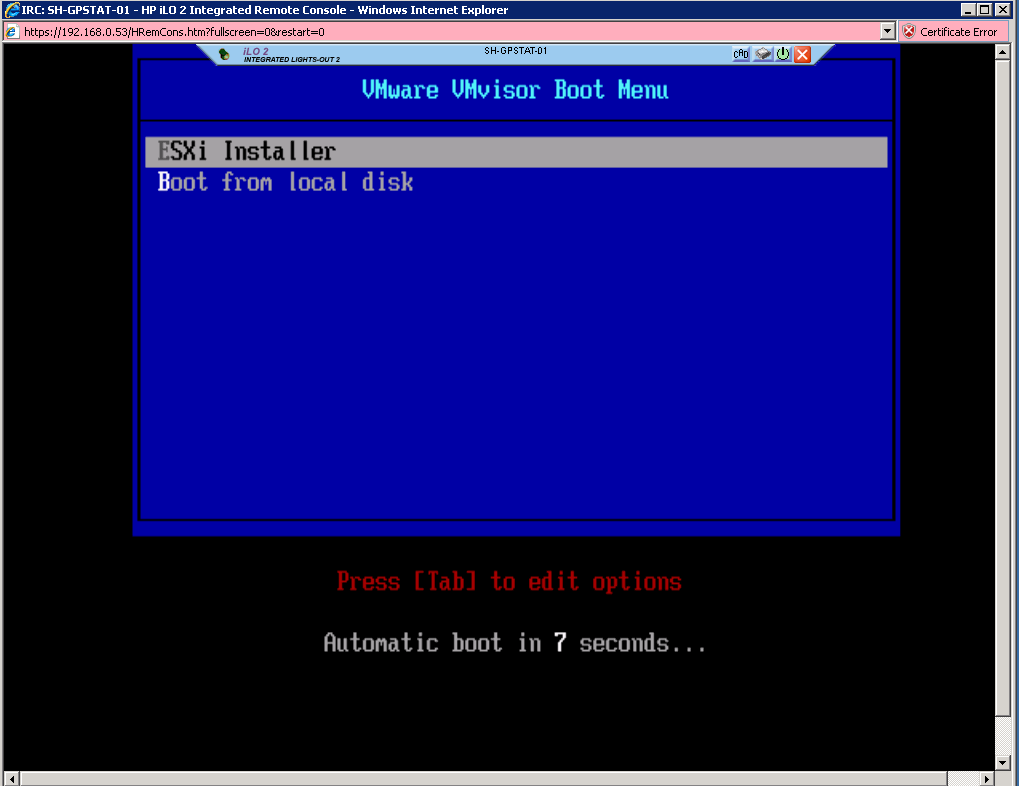 IRC: SH-GPSTAT-01 - HP iLO 2 Integrated Remote Console - Windows Internet Explorer
https://192.168.0.53/HRemCons.htm?fullscreen=0&restart=0 Certificate Error
iLO 2 SH-GPSTAT-01 CAD
INTEGRATED LIGHTS-OUT 2
VMware VMvisor Boot Menu
ESXi Installer
Boot from local disk
Press [Tab] to edit options
Automatic boot in 7 seconds...